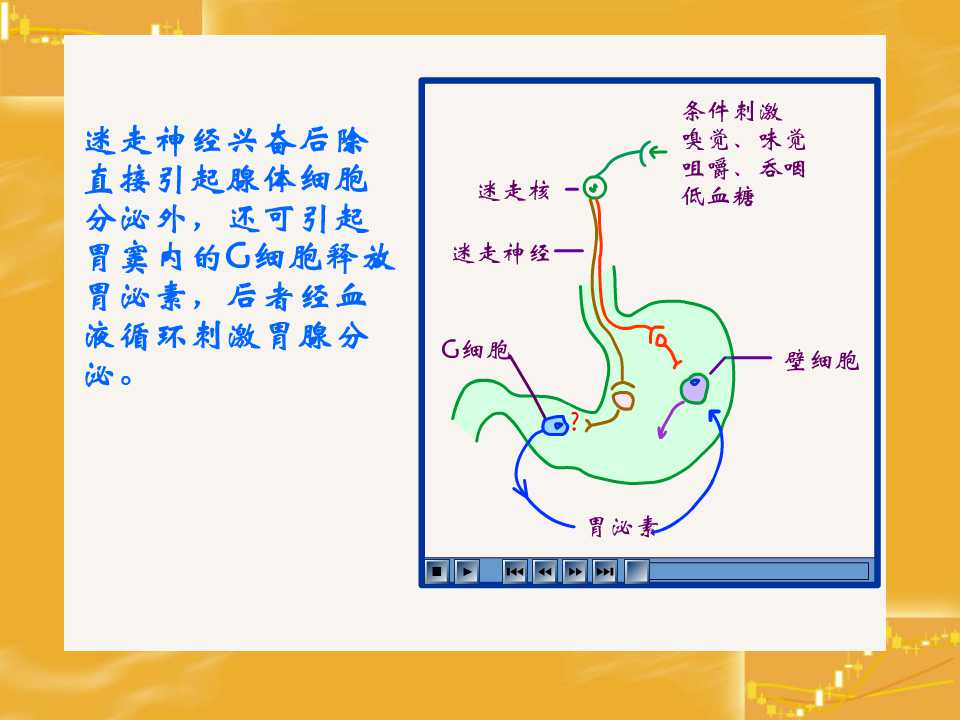 迷走神经兴奋后除
直接引起腺体细胞
分泌外，还可引起
胃窦内的G细胞释放
胃泌素，后者经血
液循环刺激胃腺分
泌。
条件刺激
嗅觉、味觉
咀嚼、吞咽
低血糖
迷走核
迷走神经
G细胞
壁细胞
?
胃泌素